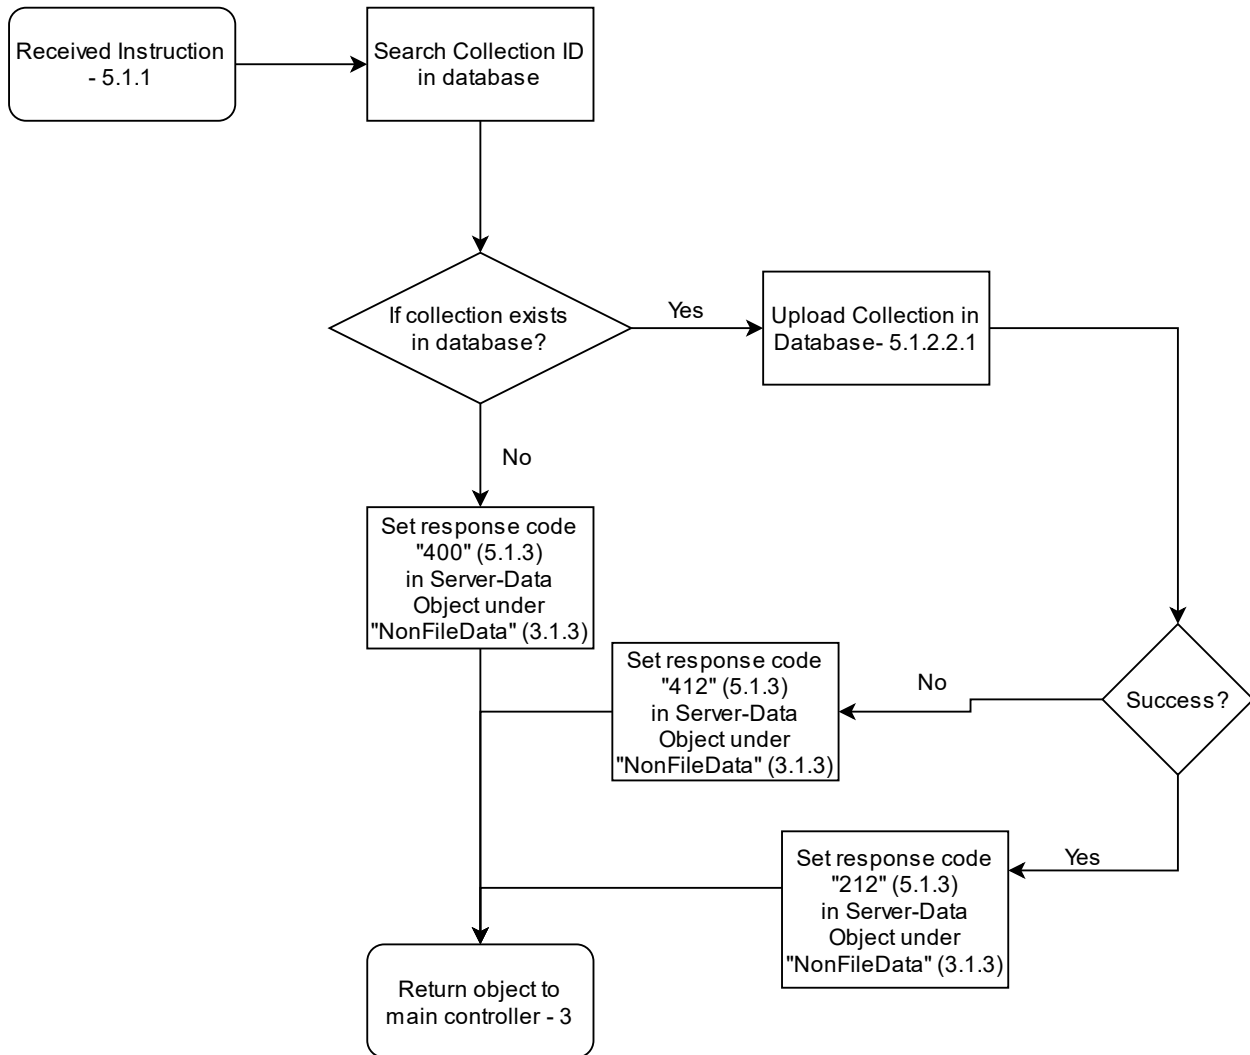 Received Instruction
- 5.1.1
Search Collection ID
in database
If collection exists
in database?
Yes
Upload Collection in
Database- 5.1.2.2.1
No
Set response code
"400" (5.1.3)
in Server-Data
Object under
"NonFileData" (3.1.3)
Set response code
"412" (5.1.3)
in Server-Data
Object under
"NonFileData" (3.1.3)
No
Success?
Set response code
"212" (5.1.3)
in Server-Data
Object under
"NonFileData" (3.1.3)
Yes
Return object to
main controller - 3